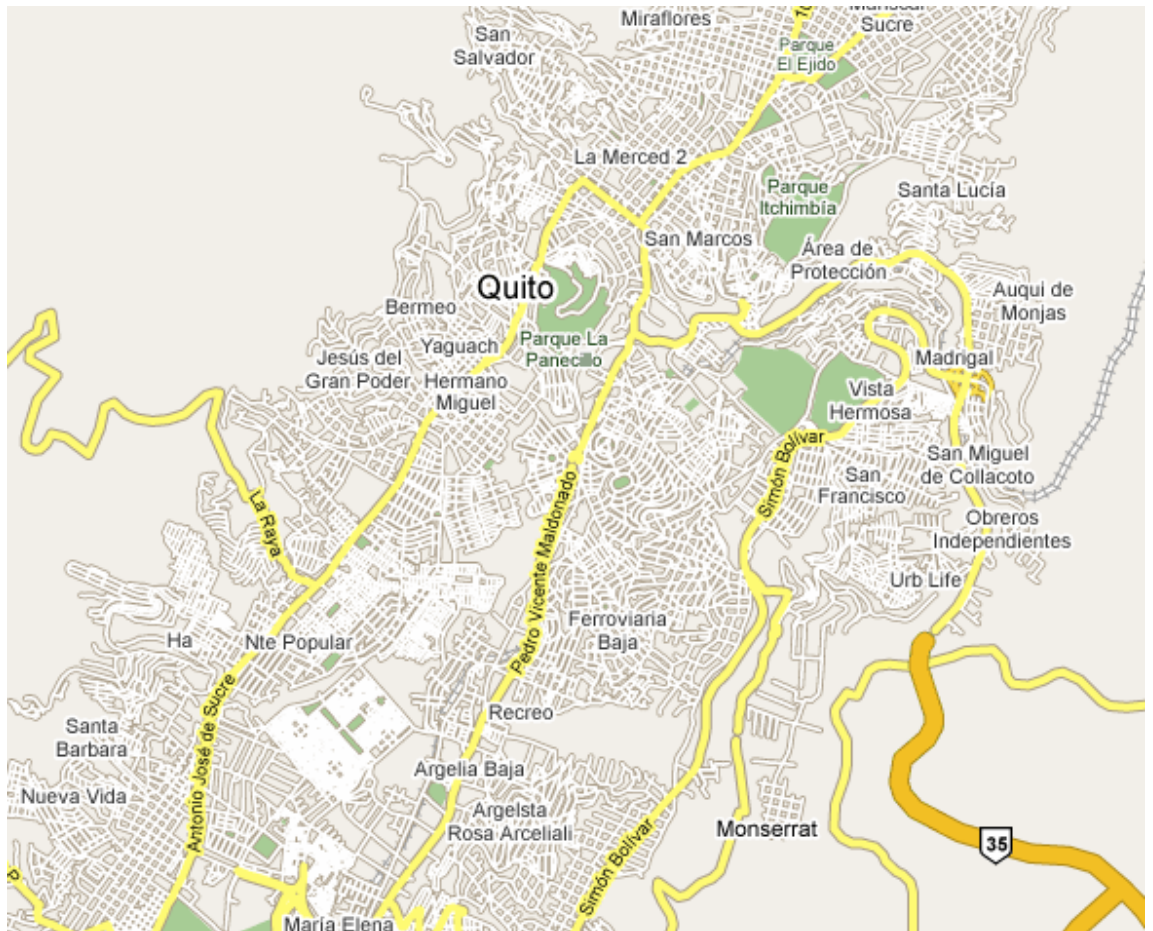 Miraflores
Mariscal
Sucre
San
Salvador
Parque
El Ejido
10
La Merced 2
Parque
Itchimbía
Santa Lucía
San Marcos
Área de
Protección
Quito
Auqui de
Monjas
Bermeo
Yaguach
Parque La
Panecillo
Jesús del
Gran Poder
Hermano
Miguel
Madrigal
Vista
Hermosa
Simón Bolívar
San Miguel
de Collacoto
San
Francisco
La Raya
Pedro Vicente Maldonado
Obreros
Independientes
Urb Life
Ferroviana
Baja
Ha
Nte Popular
Antonio José de Sucre
Recreo
Santa
Barbara
Argelia Baja
Nueva Vida
Argelsta
Rosa Arceliali
Simón Bolívar
Monserrat
35
María Elena